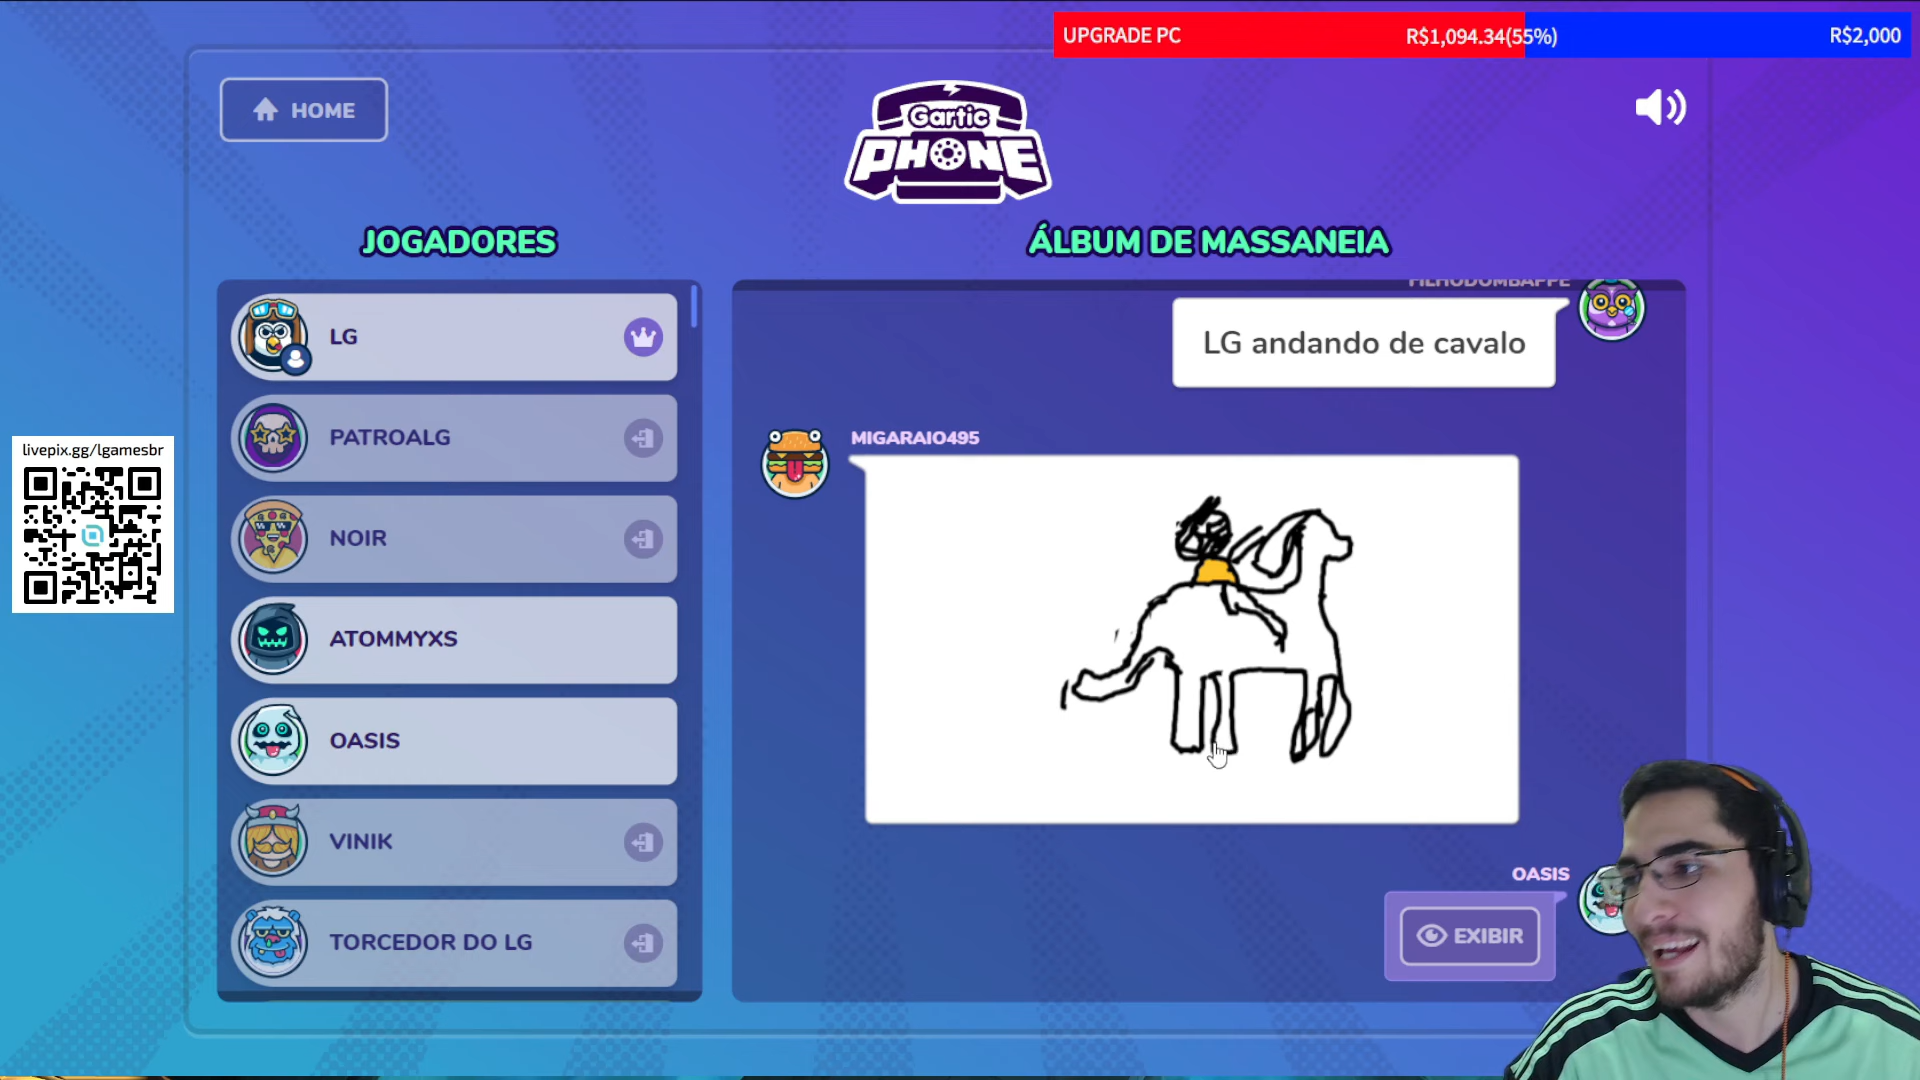 UPGRADE PC
R$1,094.34(55%)
R$2,000
HOME
Gartic
PHONE
JOGADORES
ÁLBUM DE MASSANEIA
LG
PATROALG
NOIR
ATOMMYXS
OASIS
VINIK
TORCEDOR DO LG
livepix.gg/lgamesbr
FILHODOMBAPPE
LG andando de cavalo
MIGARAIO495
OASIS
EXIBIR